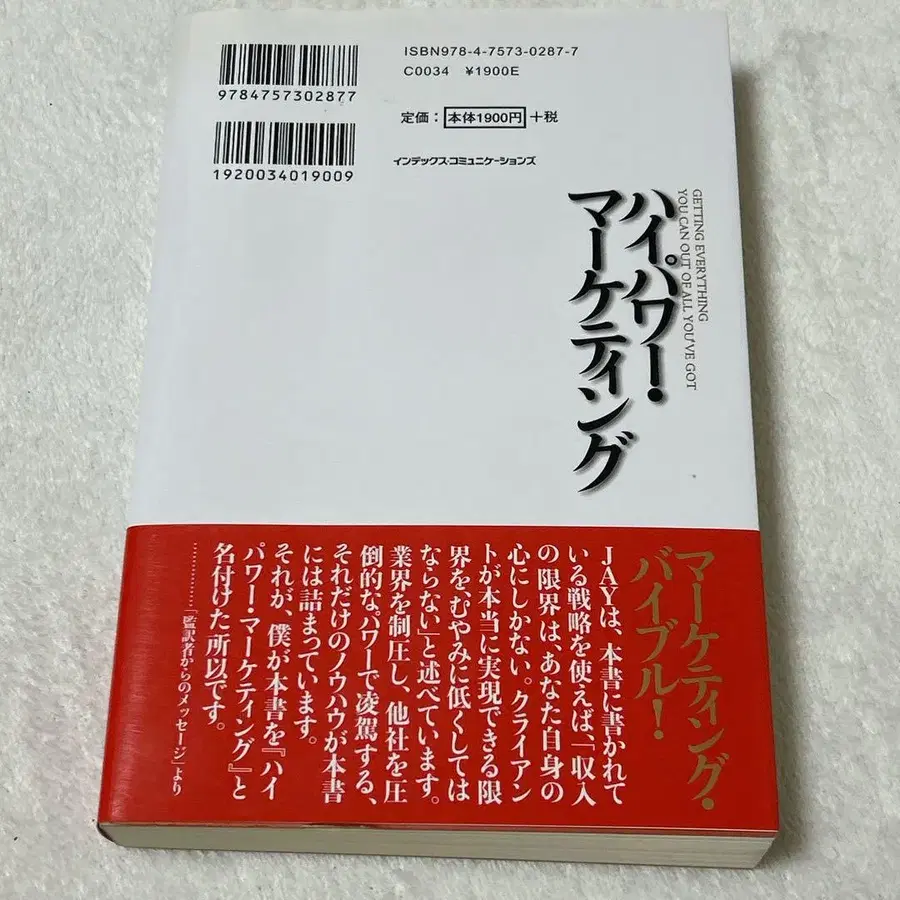 ISBN978-4-7573-0287-7
C0034 ¥1900E
9784757302877
定価：本体1900円+税
1920034019009
インデックス・コミュニケーションズ
GETTING EVERYTHING
YOU CAN OUT OF ALL YOU'VE GOT
ハイパワー・
マーケティング
マーケティング・
バイブル！
JAYは、本書に書かれて
いる戦略を使えば、「収入
の限界は、あなた自身の
心にしかない。クライアン
トが本当に実現できる限
界を、むやみに低くしては
ならない」と述べています。
業界を制圧し、他社を圧
倒的なパワーで凌駕する、
それだけのノウハウが本書
には詰まっています。
それが、僕が本書を『ハイ
パワー・マーケティング』と
名付けた所以です。
…………「監訳者からのメッセージ」より